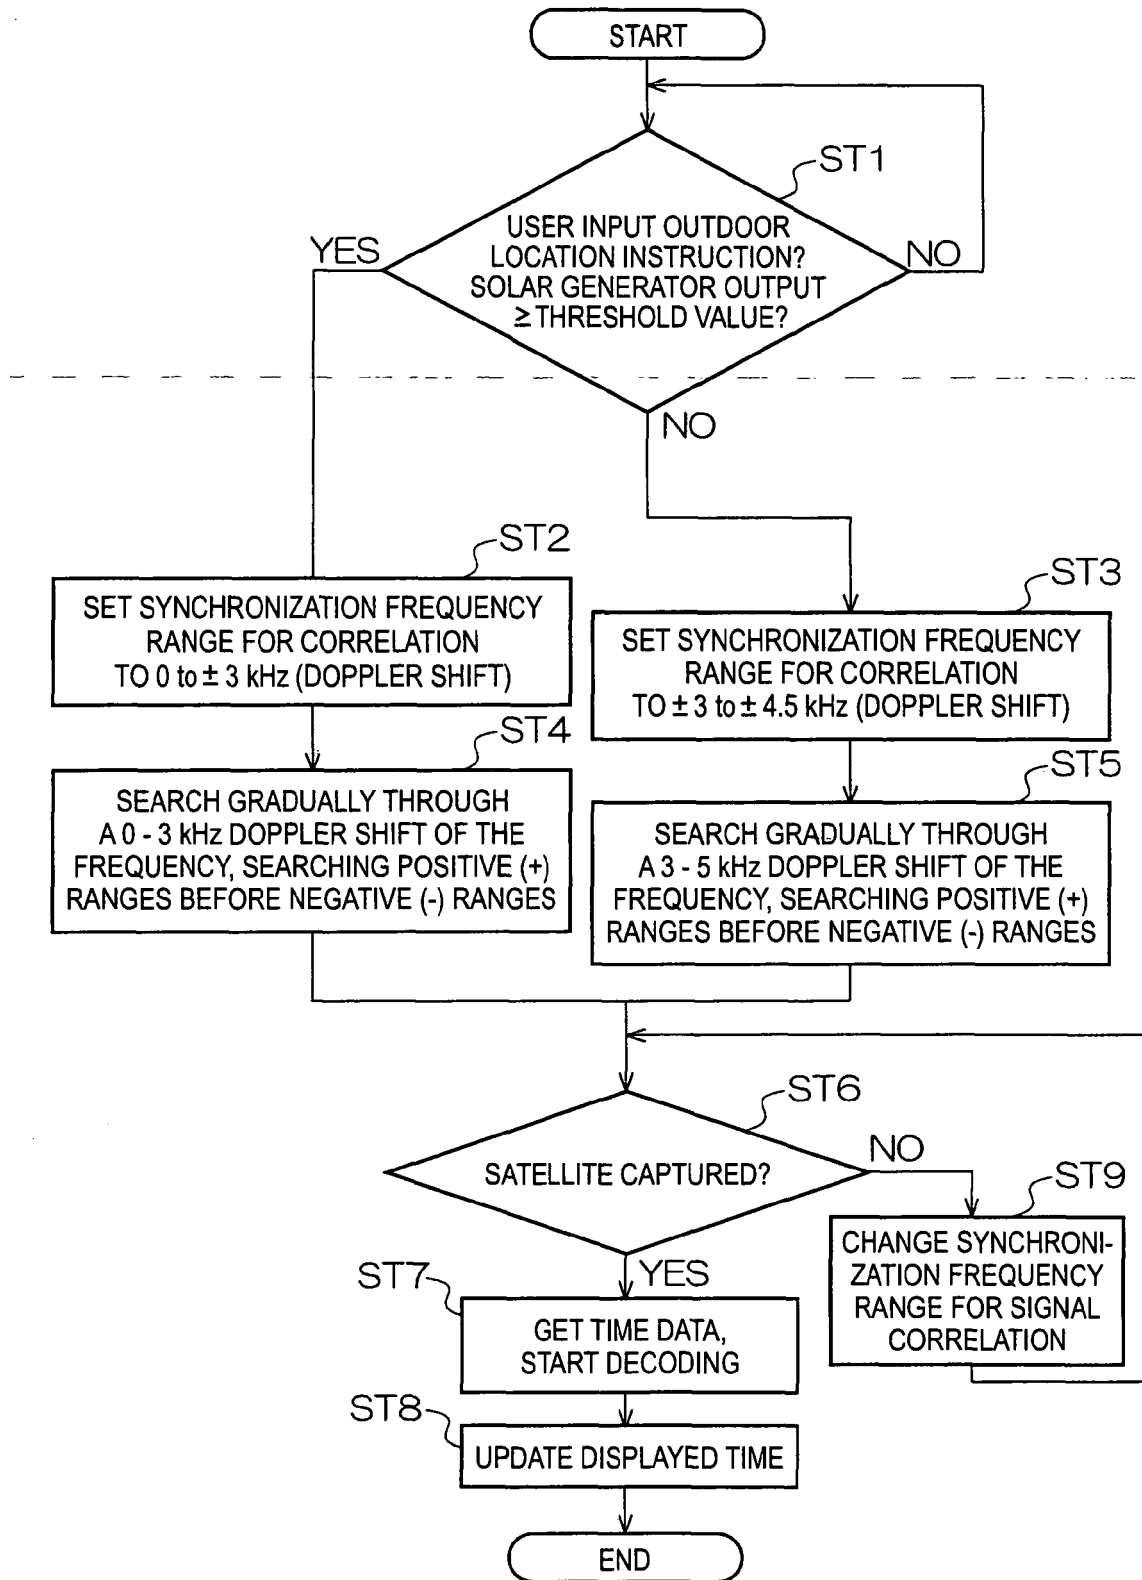 START
ST1
USER INPUT OUTDOOR
LOCATION INSTRUCTION?
SOLAR GENERATOR OUTPUT
≥ THRESHOLD VALUE?
YES
NO
NO
ST2
SET SYNCHRONIZATION FREQUENCY
RANGE FOR CORRELATION
TO 0 to ± 3 kHz (DOPPLER SHIFT)
ST3
SET SYNCHRONIZATION FREQUENCY
RANGE FOR CORRELATION
TO ± 3 to ± 4.5 kHz (DOPPLER SHIFT)
ST4
SEARCH GRADUALLY THROUGH
A 0 - 3 kHz DOPPLER SHIFT OF THE
FREQUENCY, SEARCHING POSITIVE (+)
RANGES BEFORE NEGATIVE (-) RANGES
ST5
SEARCH GRADUALLY THROUGH
A 3 - 5 kHz DOPPLER SHIFT OF THE
FREQUENCY, SEARCHING POSITIVE (+)
RANGES BEFORE NEGATIVE (-) RANGES
ST6
SATELLITE CAPTURED?
NO
YES
ST9
CHANGE SYNCHRONI-
ZATION FREQUENCY
RANGE FOR SIGNAL
CORRELATION
ST7
GET TIME DATA,
START DECODING
ST8
UPDATE DISPLAYED TIME
END